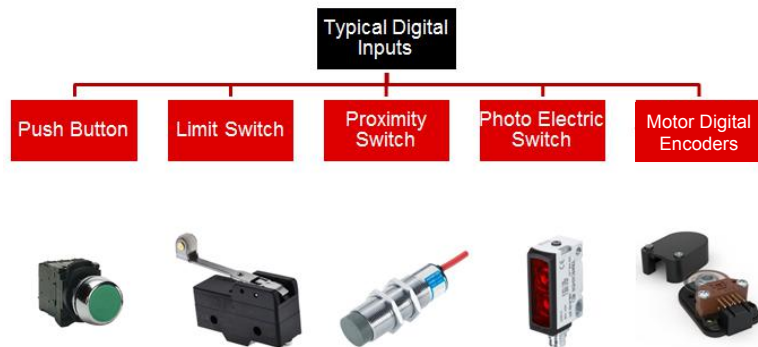 Typical Digital
Inputs
Push Button
Limit Switch
Proximity
Switch
Photo Electric
Switch
Motor Digital
Encoders